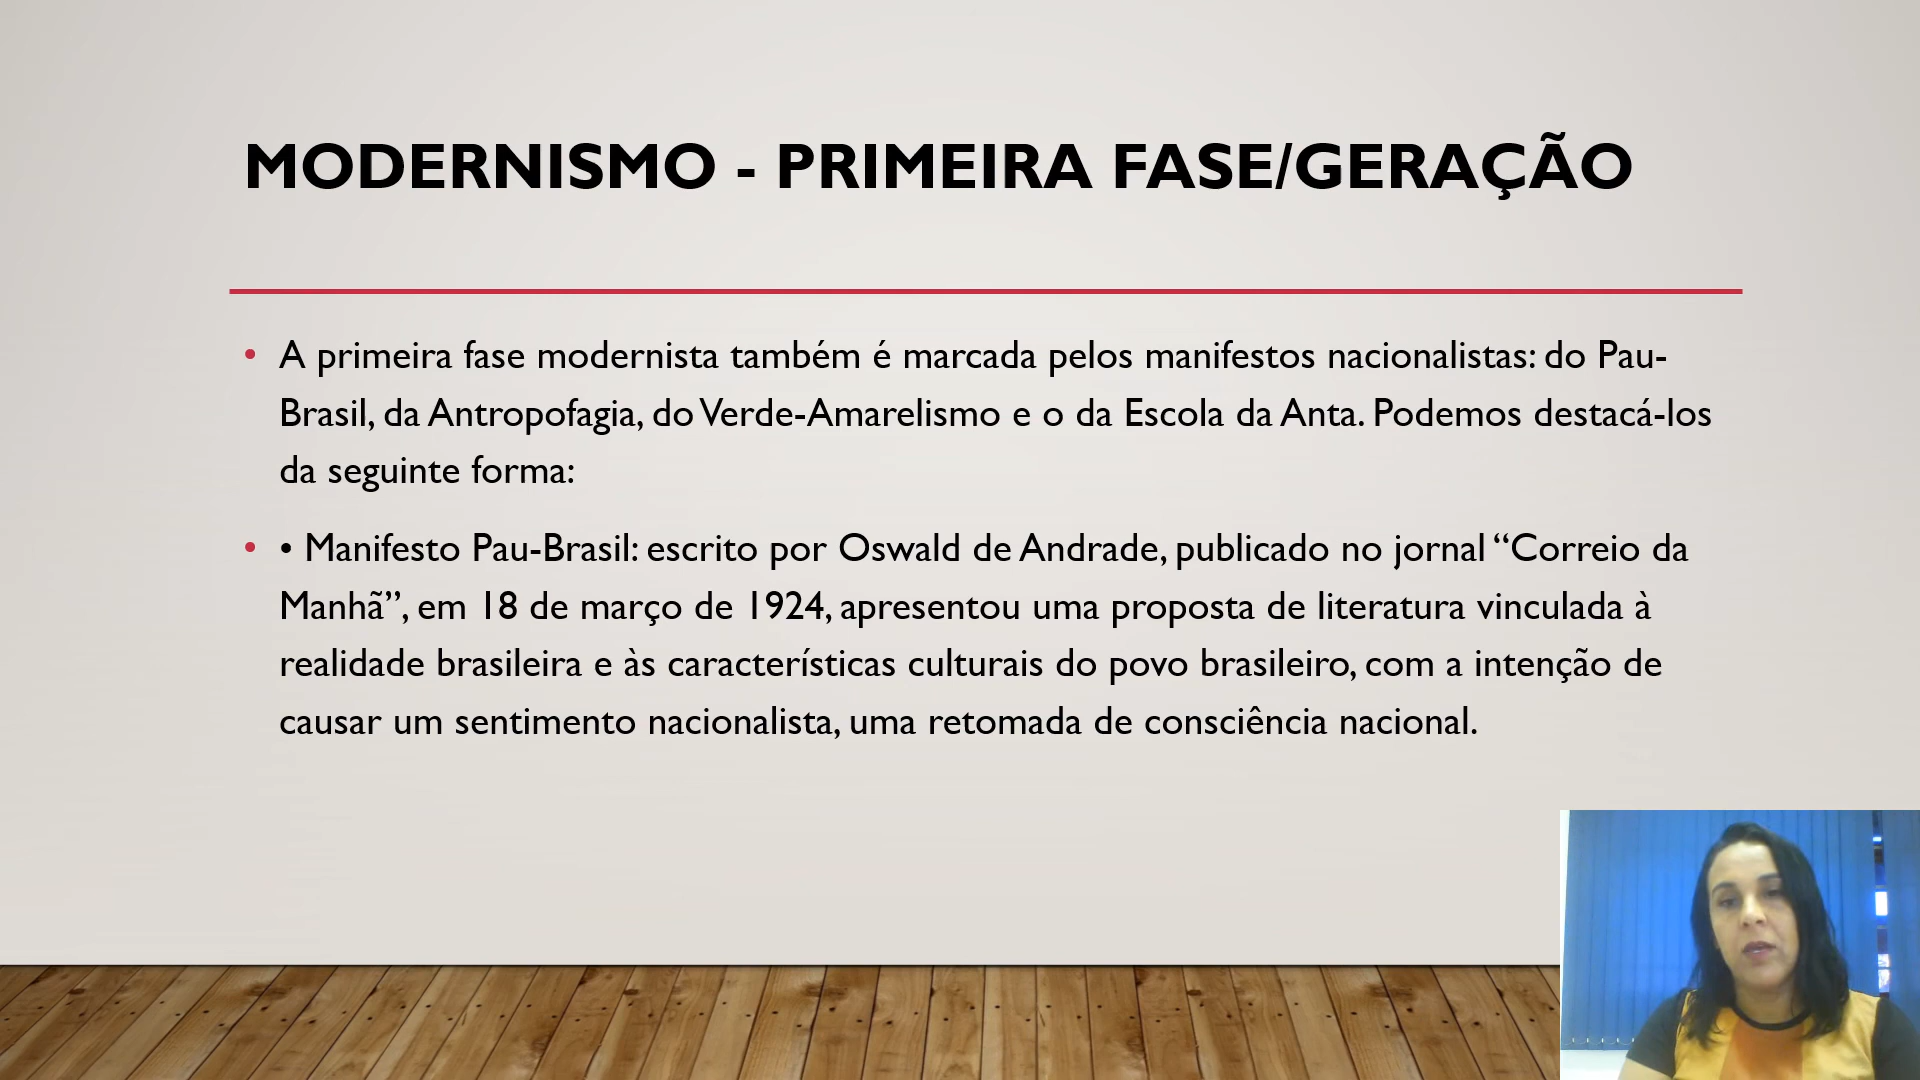 MODERNISMO - PRIMEIRA FASE/GERAÇÃO
• A primeira fase modernista também é marcada pelos manifestos nacionalistas: do Pau-
Brasil, da Antropofagia, do Verde-Amarelismo e o da Escola da Anta. Podemos destacá-los
da seguinte forma:
• • Manifesto Pau-Brasil: escrito por Oswald de Andrade, publicado no jornal “Correio da
Manhã”, em 18 de março de 1924, apresentou uma proposta de literatura vinculada à
realidade brasileira e às características culturais do povo brasileiro, com a intenção de
causar um sentimento nacionalista, uma retomada de consciência nacional.